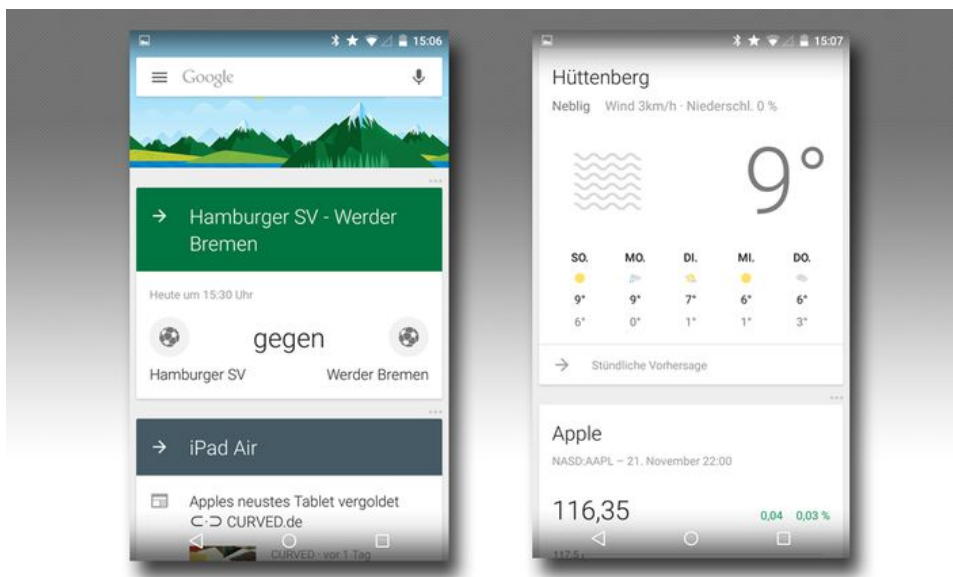 15:06
Google
Hamburger SV - Werder
Bremen
Heute um 15:30 Uhr
gegen
Hamburger SV Werder Bremen
iPad Air
Apples neustes Tablet vergoldet
CURVED.de
CURVED · vor 1 Tag
15:07
Hüttenberg
Neblig Wind 3km/h · Niederschl. 0 %
9°
SO. MO. DI. MI. DO.
9° 9° 7° 6° 6°
6° 0° 1° 1° 3°
Stündliche Vorhersage
Apple
NASD:AAPL – 21. November 22:00
116,35 0,04 0,03 %
117,5